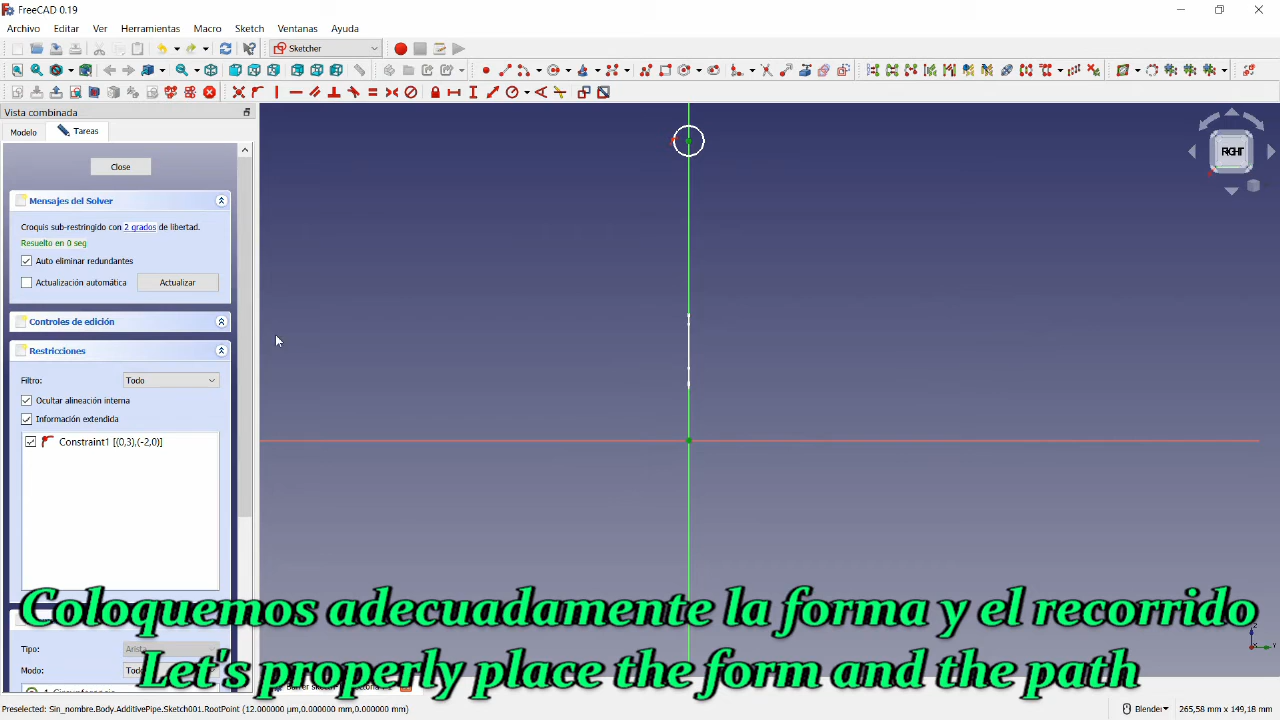 FreeCAD 0.19
Archivo Editar Ver Herramientas Macro Sketch Ventanas Ayuda
Sketcher
Vista combinada
Modelo Tareas
Close
Mensajes del Solver
Croquis sub-restringido con 2 grados de libertad.
Resuelto en 0 seg
Auto eliminar redundantes
Actualización automática Actualizar
Controles de edición
Restricciones
Filtro: Todo
Ocultar alineación interna
Información extendida
Constraint1 [(0,3),(-2,0)]
RIGHT
Coloquemos adecuadamente la forma y el recorrido
Tipo: Arista
Modo: Todo
Let's properly place the form and the path
Preselected: Sin_nombre.Body.AdditivePipe.Sketch001.RootPoint (12.000000 µm,0.000000 mm,0.000000 mm)
Blender 265,58 mm x 149,18 mm